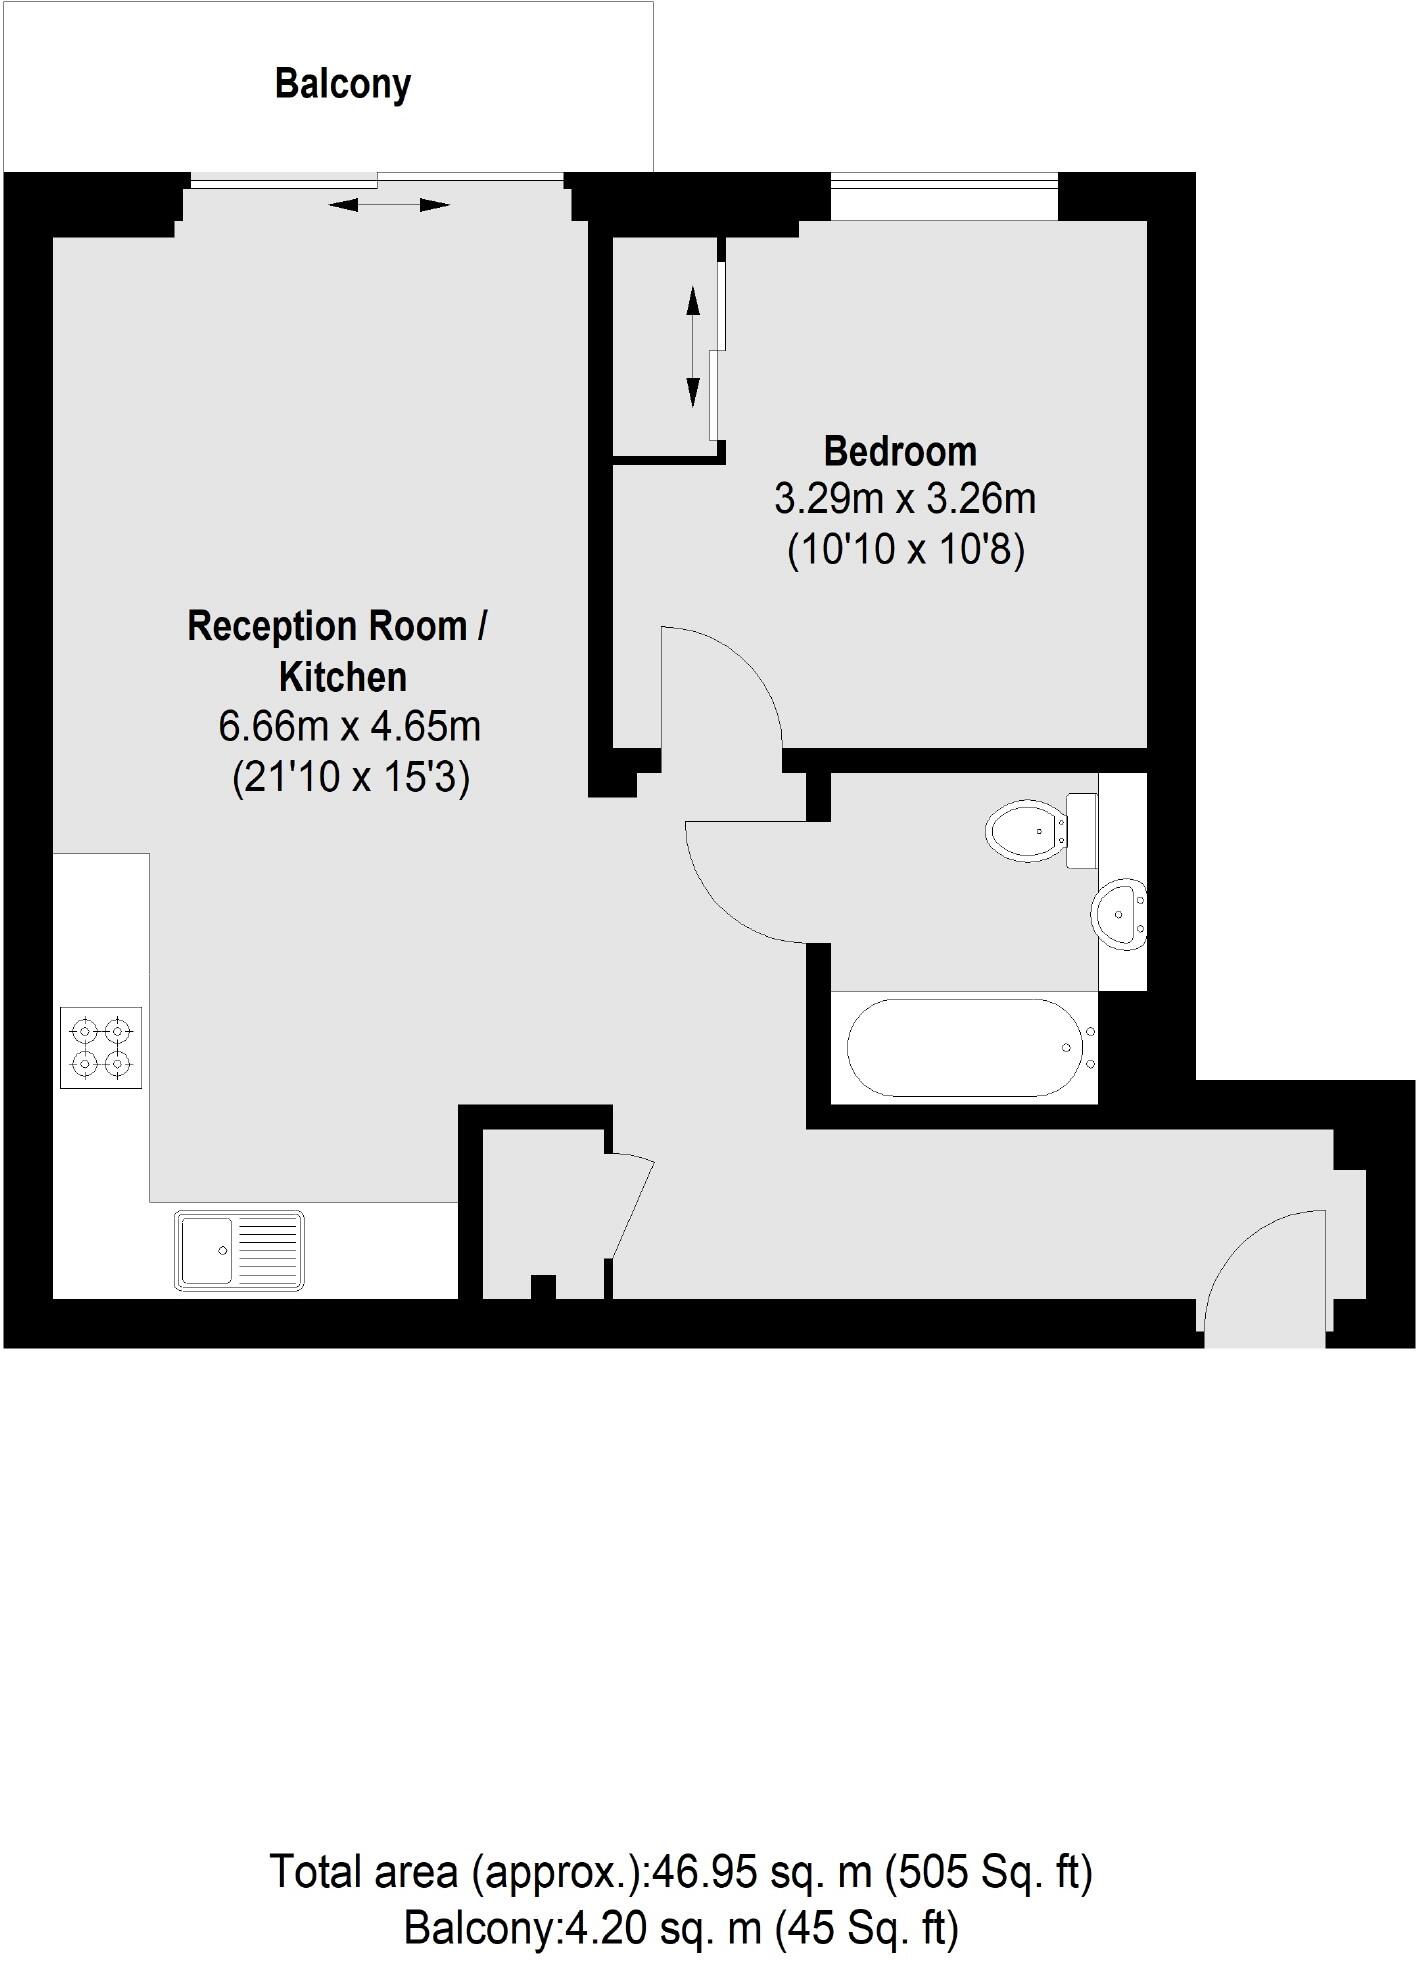 Balcony
Bedroom
3.29m x 3.26m
(10'10 x 10'8)
Reception Room /
Kitchen
6.66m x 4.65m
(21'10 x 15'3)
Total area (approx.):46.95 sq. m (505 Sq. ft)
Balcony:4.20 sq. m (45 Sq. ft)